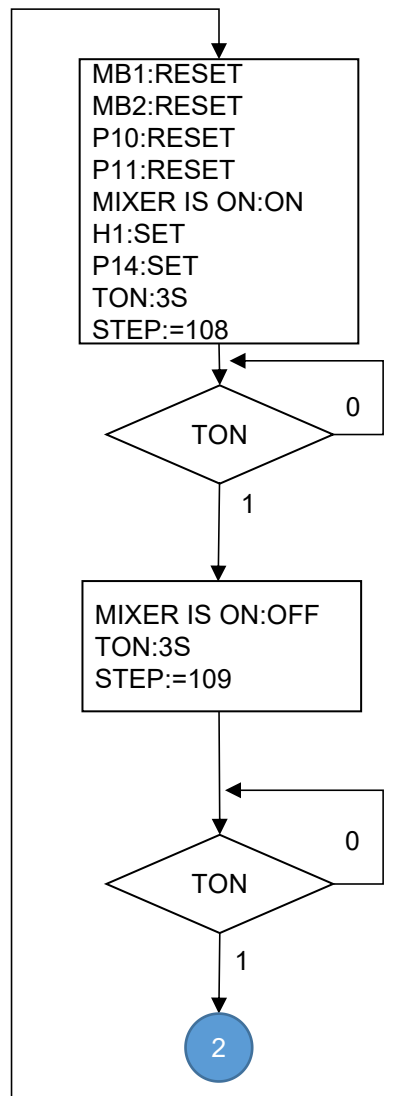 MB1:RESET
MB2:RESET
P10:RESET
P11:RESET
MIXER IS ON:ON
H1:SET
P14:SET
TON:3S
STEP:=108
0
TON
1
MIXER IS ON:OFF
TON:3S
STEP:=109
0
TON
1
2